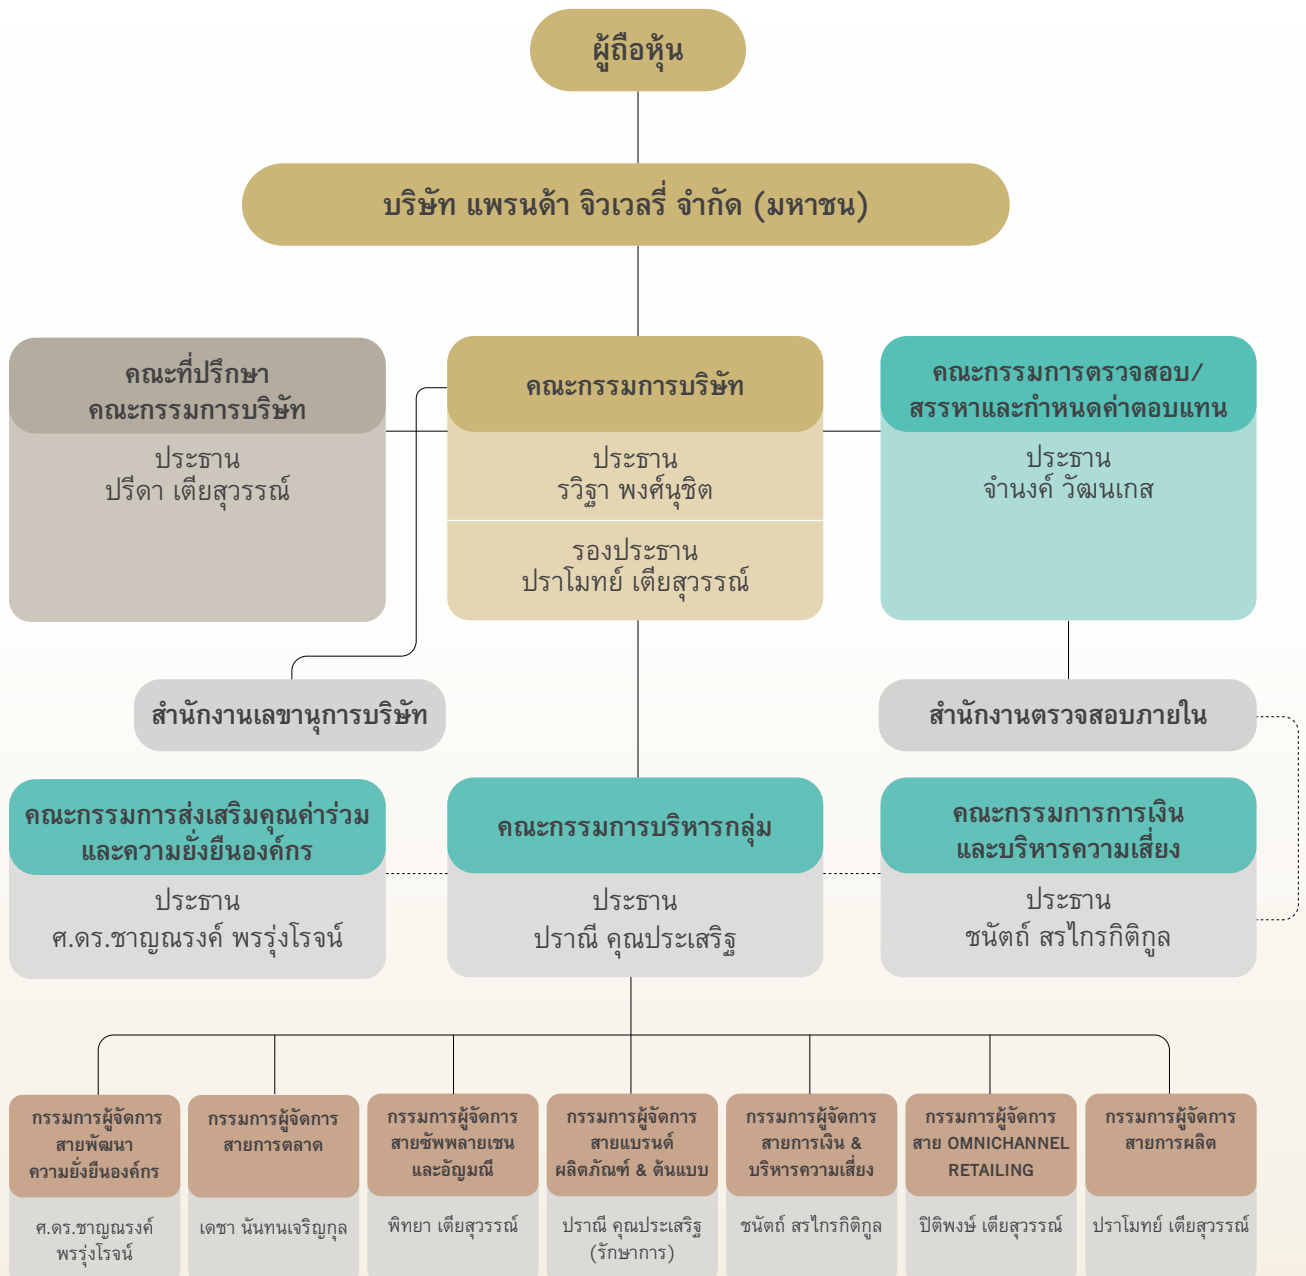 ผู้ถือหุ้น
บริษัท แพรนด้า จิวเวลรี่ จำกัด (มหาชน)
คณะที่ปรึกษา
คณะกรรมการบริษัท
ประธาน
ปรีดา เตียสุวรรณ์
คณะกรรมการบริษัท
ประธาน
รวิฐา พงศ์นุชิต
รองประธาน
ปราโมทย์ เตียสุวรรณ์
คณะกรรมการตรวจสอบ/
สรรหาและกำหนดค่าตอบแทน
ประธาน
จำนงค์ วัฒนเกส
สำนักงานเลขานุการบริษัท
สำนักงานตรวจสอบภายใน
คณะกรรมการส่งเสริมคุณค่าร่วม
และความยั่งยืนองค์กร
ประธาน
ศ.ดร.ชาญณรงค์ พรรุ่งโรจน์
คณะกรรมการบริหารกลุ่ม
ประธาน
ปราณี คุณประเสริฐ
คณะกรรมการการเงิน
และบริหารความเสี่ยง
ประธาน
ชนัตถ์ สรไกรกิติกูล
กรรมการผู้จัดการ
สายพัฒนา
ความยั่งยืนองค์กร
ศ.ดร.ชาญณรงค์
พรรุ่งโรจน์
กรรมการผู้จัดการ
สายการตลาด
เดชา นันทนเจริญกุล
กรรมการผู้จัดการ
สายซัพพลายเชน
และอัญมณี
พิทยา เตียสุวรรณ์
กรรมการผู้จัดการ
สายแบรนด์
ผลิตภัณฑ์ & ต้นแบบ
ปราณี คุณประเสริฐ
(รักษาการ)
กรรมการผู้จัดการ
สายการเงิน &
บริหารความเสี่ยง
ชนัตถ์ สรไกรกิติกูล
กรรมการผู้จัดการ
สาย OMNICHANNEL
RETAILING
ปิติพงษ์ เตียสุวรรณ์
กรรมการผู้จัดการ
สายการผลิต
ปราโมทย์ เตียสุวรรณ์